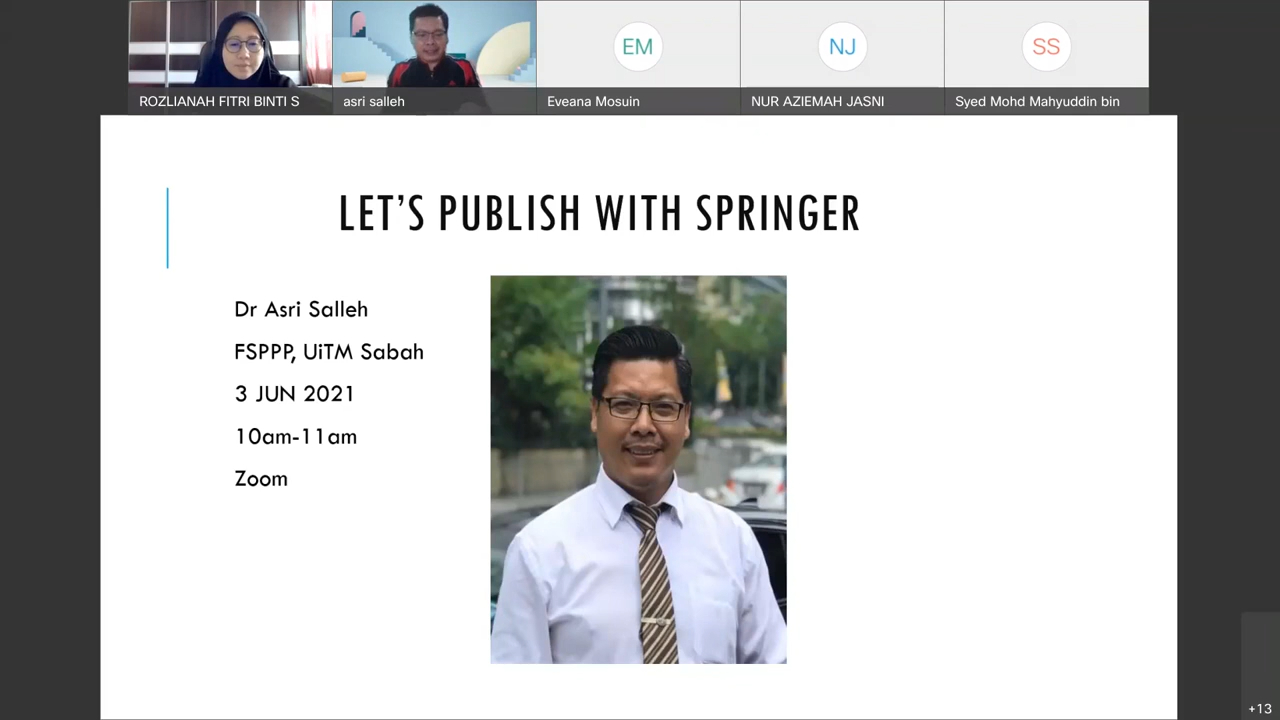 EM
NJ
SS
ROZLIANAH FITRI BINTI S
asri salleh
Eveana Mosuin
NUR AZIEMAH JASNI
Syed Mohd Mahyuddin bin
LET'S PUBLISH WITH SPRINGER
Dr Asri Salleh
FSPPP, UiTM Sabah
3 JUN 2021
10am-11am
Zoom
+13